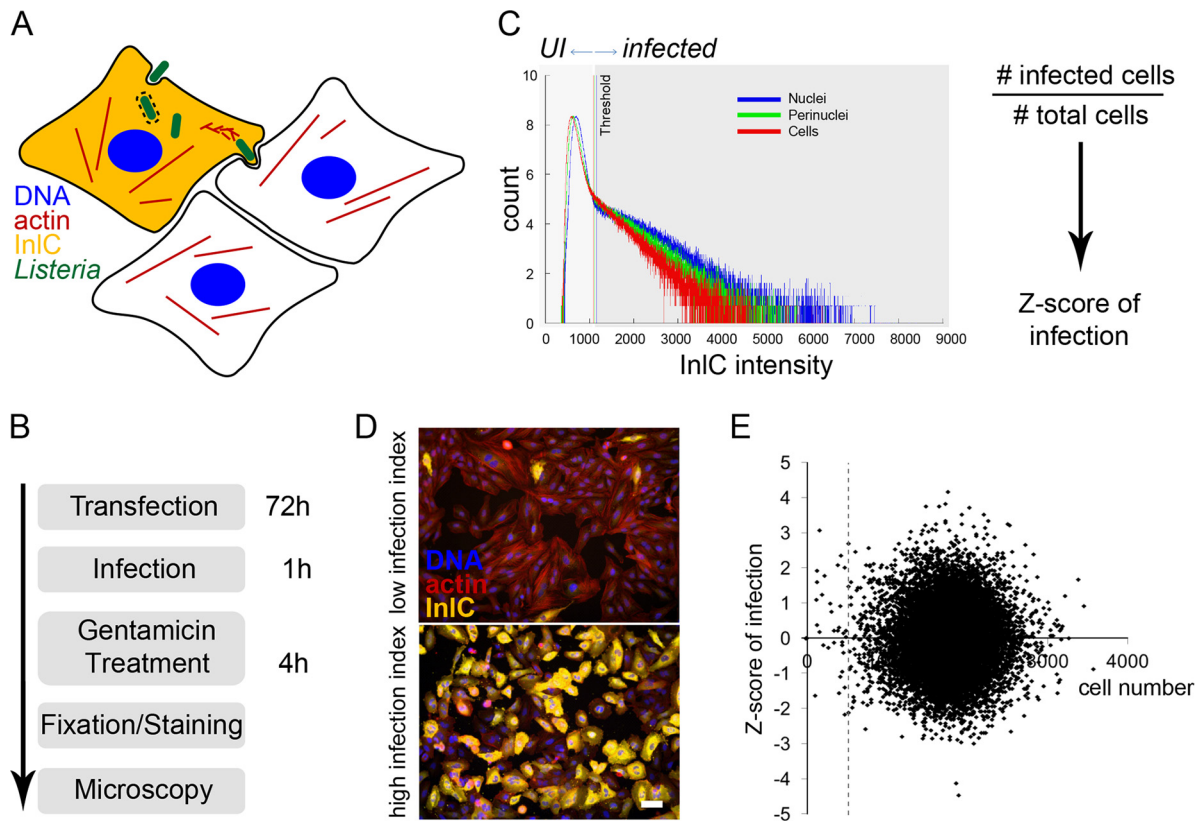 A
DNA
actin
InlC
Listeria
B
Transfection
72h
Infection
1h
Gentamicin
Treatment
4h
Fixation/Staining
Microscopy
C
UI
infected
10
8
6
4
2
0
count
Threshold
Nuclei
Perinuclei
Cells
0 1000 2000 3000 4000 5000 6000 7000 8000 9000
InlC intensity
# infected cells
# total cells
Z-score of
infection
D
low infection index
DNA
actin
InlC
high infection index
E
Z-score of infection
5
4
3
2
1
0
-1
-2
-3
-4
-5
0
4000
cell number